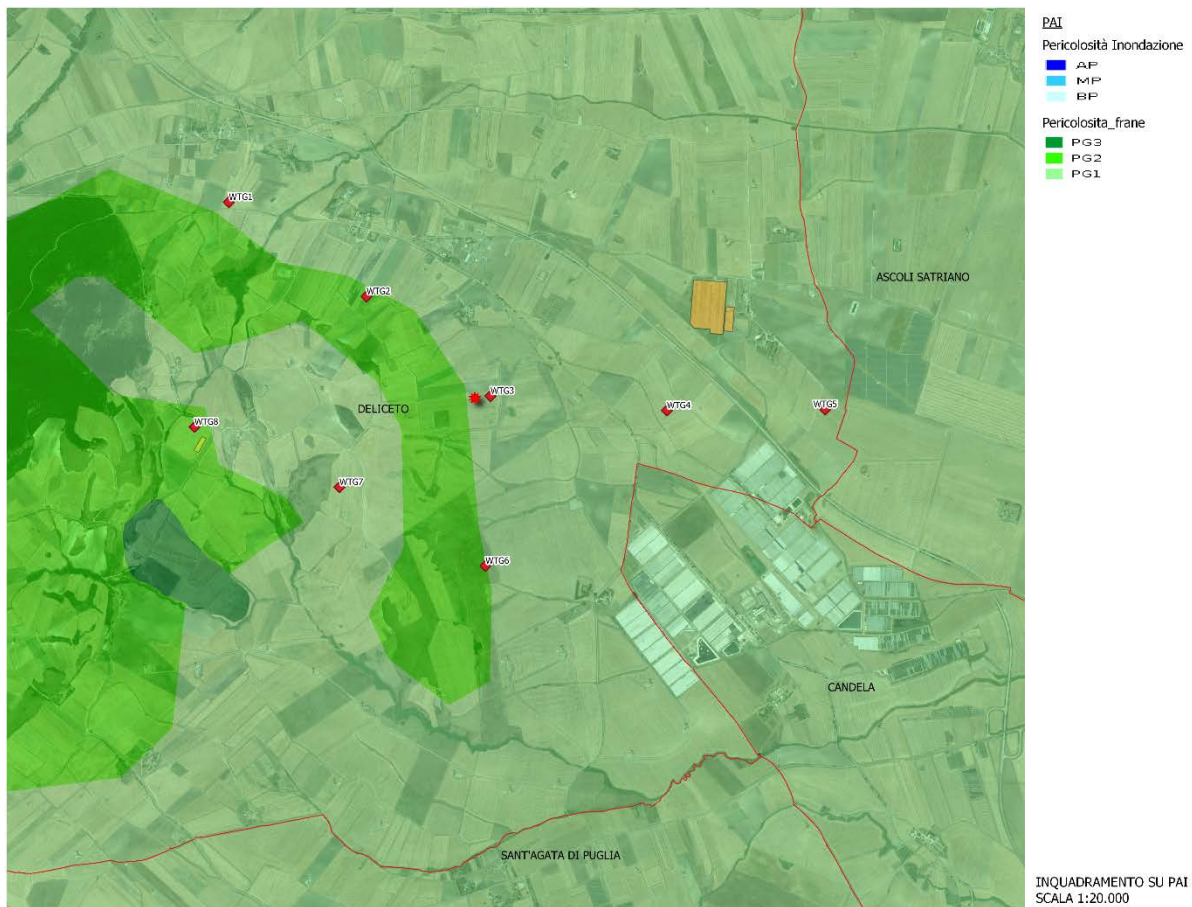 PAI
Pericolosità Inondazione
AP
MP
BP
Pericolosita_frane
PG3
PG2
PG1
WTG1
WTG2
ASCOLI SATRIANO
WTG3
DELICETO
WTG4
WTG5
WTG8
WTG7
WTG6
CANDELA
SANT'AGATA DI PUGLIA
INQUADRAMENTO SU PAI
SCALA 1:20.000